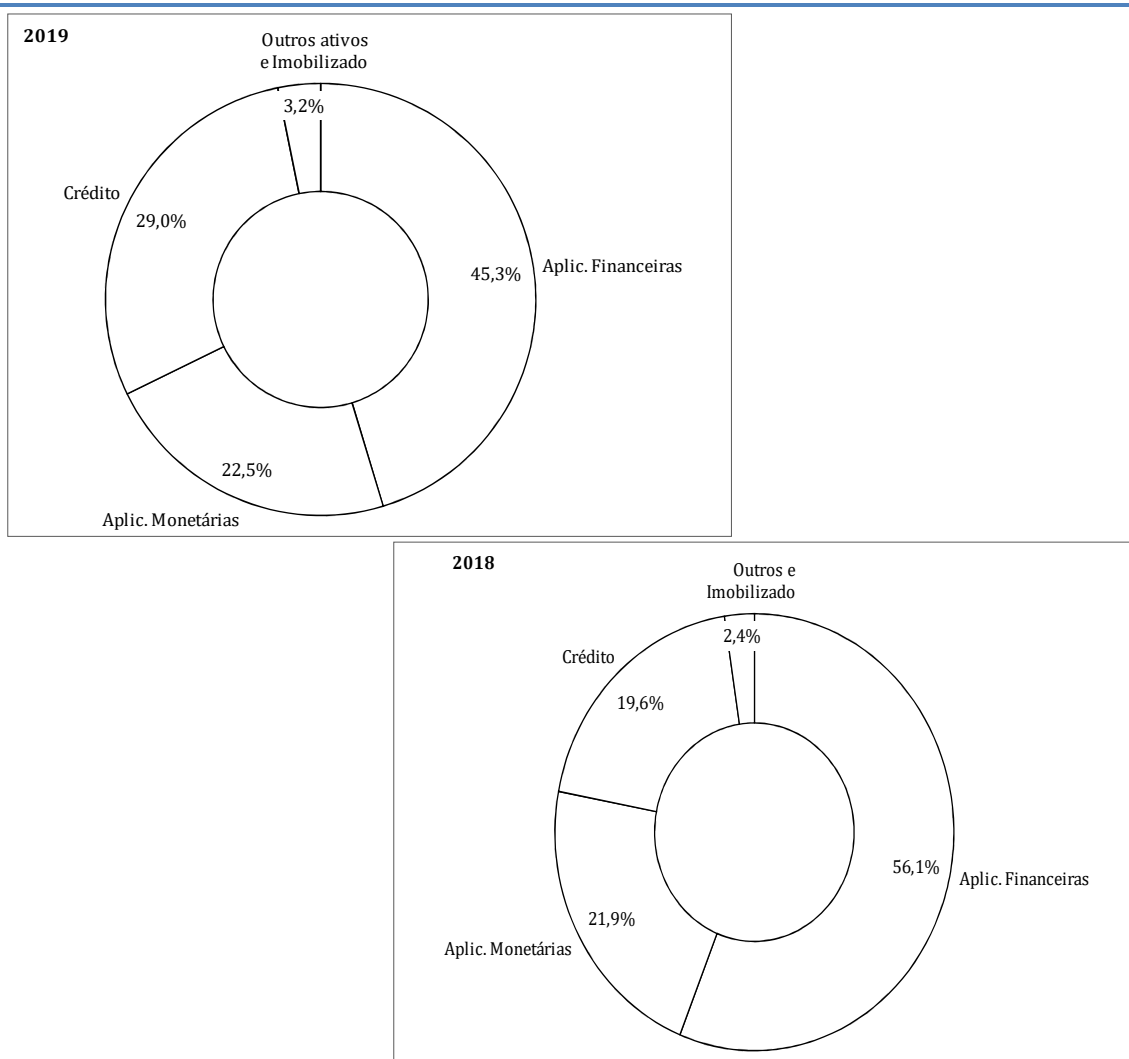 2019
Outros ativos
e Imobilizado
3,2%
Crédito
29,0%
45,3%
Aplic. Financeiras
22,5%
Aplic. Monetárias
2018
Outros e
Imobilizado
2,4%
Crédito
19,6%
56,1%
Aplic. Financeiras
21,9%
Aplic. Monetárias